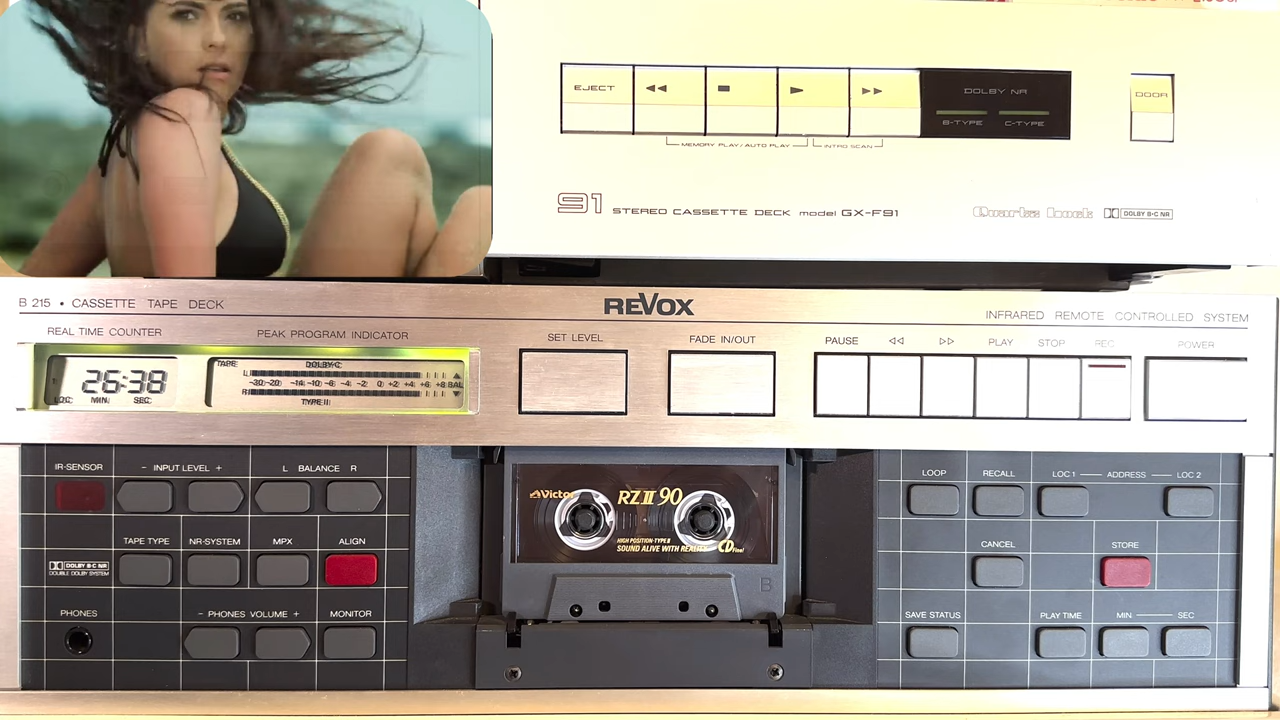 EJECT
DOLBY NR
B-TYPE C-TYPE
DOOR
MEMORY PLAY/AUTO PLAY INTRO SCAN
91 STEREO CASSETTE DECK model GX-F91
Quartz lock DOLBY B·C NR
B 215 • CASSETTE TAPE DECK
REVOX
INFRARED REMOTE CONTROLLED SYSTEM
REAL TIME COUNTER
PEAK PROGRAM INDICATOR
SET LEVEL
FADE IN/OUT
PAUSE
PLAY
STOP
REC
POWER
TAPE DOLBY-C
26:38
L
-30 -20 -14 -10 -6 -4 -2 0 +2 +4 +6 +8 BAL
R
LOC MIN. SEC
TYPE II
IR-SENSOR
- INPUT LEVEL +
L BALANCE R
Victor RZ II 90
HIGH POSITION·TYPE II
SOUND ALIVE WITH REALITY
CD Fine!
B
LOOP
RECALL
LOC 1 ADDRESS LOC 2
TAPE TYPE
NR-SYSTEM
MPX
ALIGN
DOLBY B·C NR
DOUBLE DOLBY SYSTEM
CANCEL
STORE
PHONES
- PHONES VOLUME +
MONITOR
SAVE STATUS
PLAY TIME
MIN
SEC